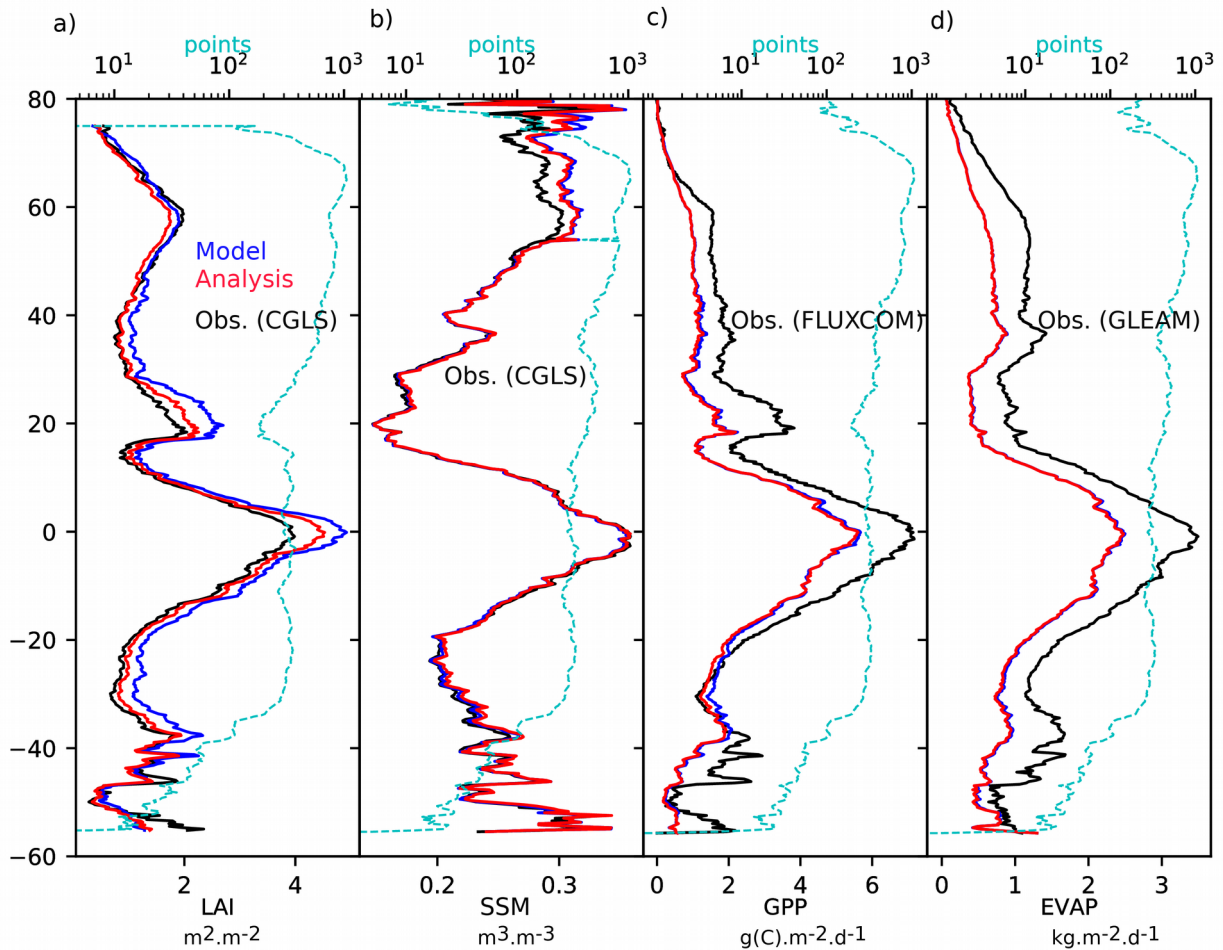 a)
b)
c)
d)
points
points
points
points
10¹ 10² 10³
10¹ 10² 10³
10¹ 10² 10³
10¹ 10² 10³
80
60
40
20
0
−20
−40
−60
Model
Analysis
Obs. (CGLS)
Obs. (CGLS)
Obs. (FLUXCOM)
Obs. (GLEAM)
2 4
0.2 0.3
0 2 4 6
0 1 2 3
LAI
SSM
GPP
EVAP
m².m⁻²
m³.m⁻³
g(C).m⁻².d⁻¹
kg.m⁻².d⁻¹